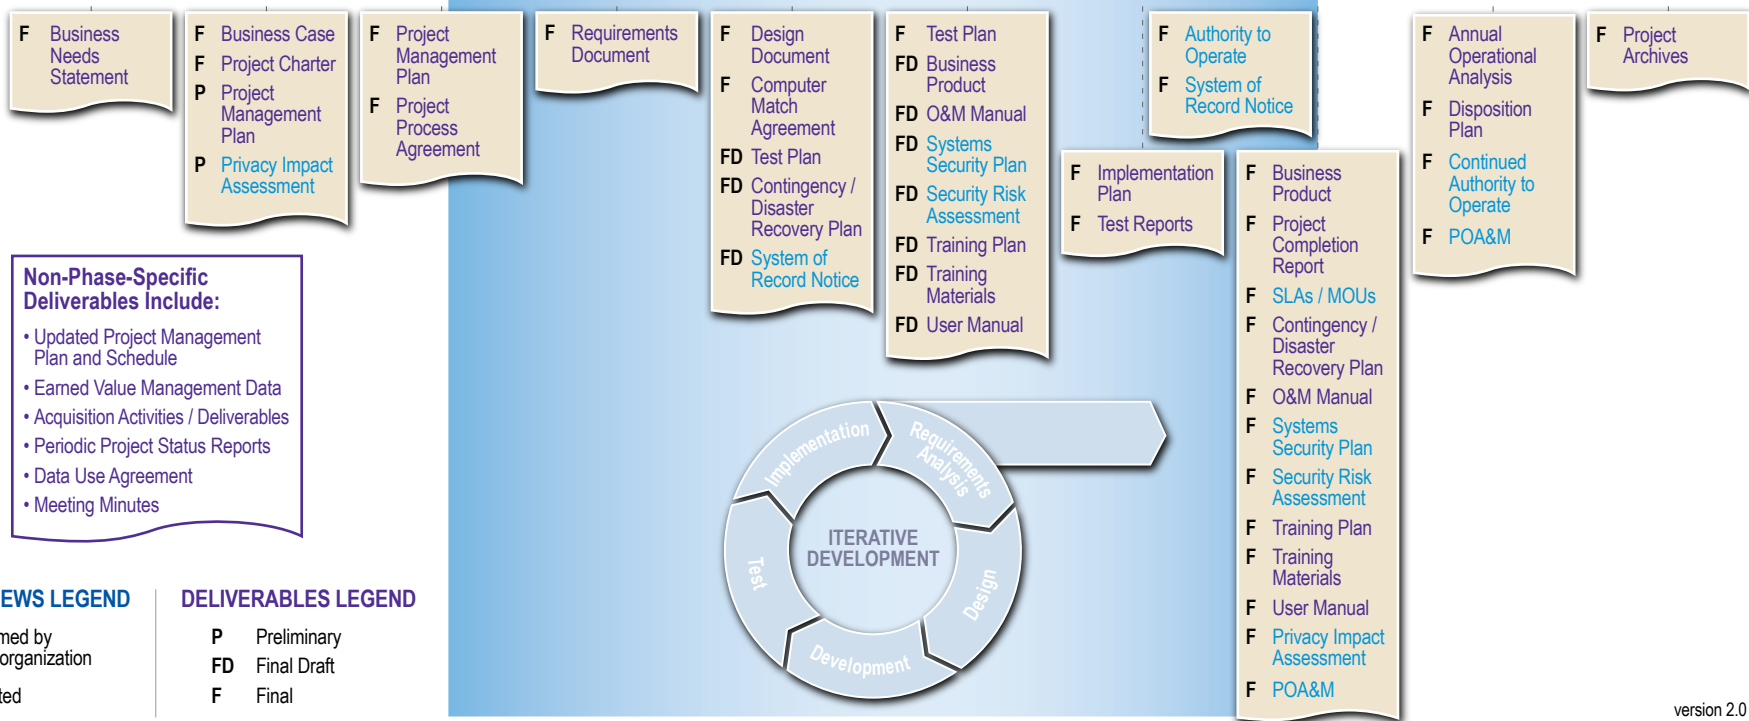 F Business
Needs
Statement
F Business Case
F Project Charter
P Project
Management
Plan
P Privacy Impact
Assessment
F Project
Management
Plan
F Project
Process
Agreement
F Requirements
Document
F Design
Document
F Computer
Match
Agreement
FD Test Plan
FD Contingency /
Disaster
Recovery Plan
FD System of
Record Notice
F Test Plan
FD Business
Product
FD O&M Manual
FD Systems
Security Plan
FD Security Risk
Assessment
FD Training Plan
FD Training
Materials
FD User Manual
F Implementation
Plan
F Test Reports
F Authority to
Operate
F System of
Record Notice
F Business
Product
F Project
Completion
Report
F SLAs / MOUs
F Contingency /
Disaster
Recovery Plan
F O&M Manual
F Systems
Security Plan
F Security Risk
Assessment
F Training Plan
F Training
Materials
F User Manual
F Privacy Impact
Assessment
F POA&M
F Annual
Operational
Analysis
F Disposition
Plan
F Continued
Authority to
Operate
F POA&M
F Project
Archives
Non-Phase-Specific
Deliverables Include:
• Updated Project Management
Plan and Schedule
• Earned Value Management Data
• Acquisition Activities / Deliverables
• Periodic Project Status Reports
• Data Use Agreement
• Meeting Minutes
Implementation
Requirements
Analysis
Design
Development
Test
ITERATIVE
DEVELOPMENT
EWS LEGEND
med by
organization
ted
DELIVERABLES LEGEND
P Preliminary
FD Final Draft
F Final
version 2.0